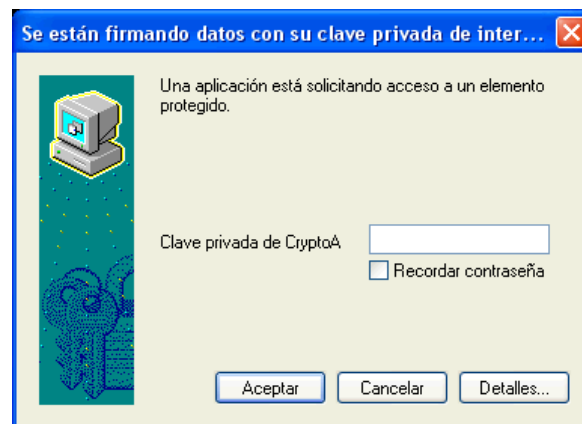 Se están firmando datos con su clave privada de inter...
Una aplicación está solicitando acceso a un elemento
protegido.
Clave privada de CryptoA
Recordar contraseña
Aceptar
Cancelar
Detalles...